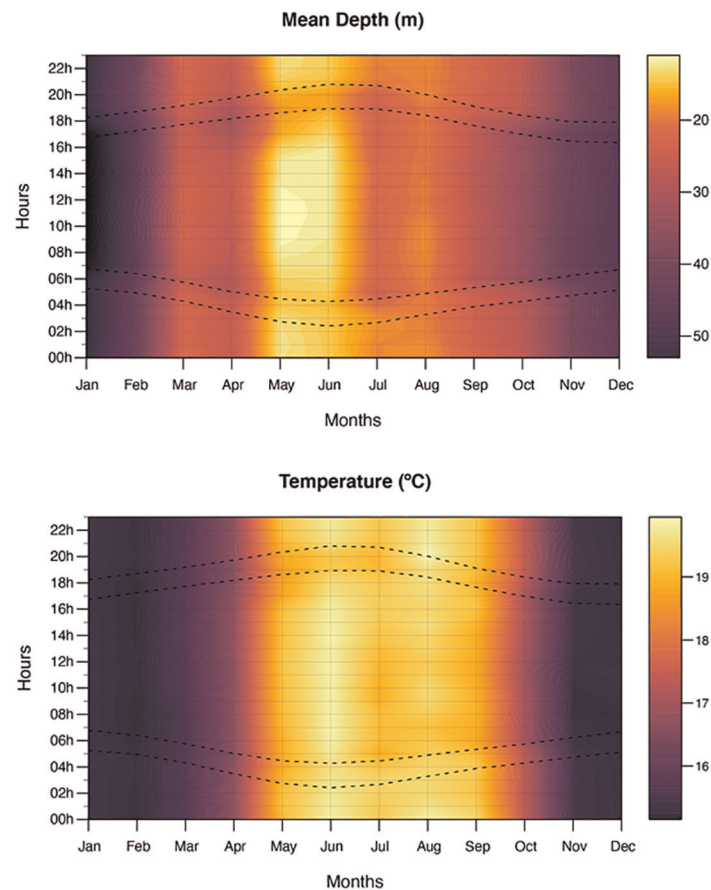 Mean Depth (m)
22h
20h
18h
16h
14h
12h
10h
08h
06h
04h
02h
00h
Hours
Jan Feb Mar Apr May Jun Jul Aug Sep Oct Nov Dec
Months
20
30
40
50
Temperature (°C)
22h
20h
18h
16h
14h
12h
10h
08h
06h
04h
02h
00h
Hours
Jan Feb Mar Apr May Jun Jul Aug Sep Oct Nov Dec
Months
19
18
17
16